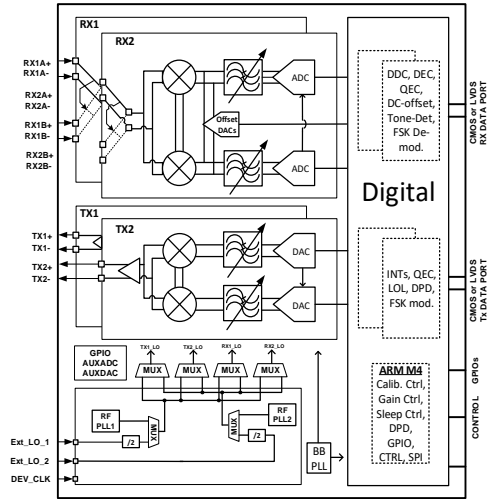 RX1
RX2
RX1A+
RX1A-
RX2A+
RX2A-
RX1B+
RX1B-
RX2B+
RX2B-
ADC
Offset
DACs
ADC
DDC, DEC,
QEC,
DC-offset,
Tone-Det,
FSK De-
mod.
CMOS or LVDS
RX DATA PORT
Digital
TX1
TX2
TX1+
TX1-
TX2+
TX2-
DAC
DAC
INTs, QEC,
LOL, DPD,
FSK mod.
CMOS or LVDS
Tx DATA PORT
GPIO
AUXADC
AUXDAC
TX1_LO
TX2_LO
RX1_LO
RX2_LO
MUX
MUX
MUX
MUX
ARM M4
Calib. Ctrl,
Gain Ctrl,
Sleep Ctrl,
DPD,
GPIO,
CTRL, SPI
GPIOs
CONTROL
RF
PLL1
MUX
/2
MUX
RF
PLL2
/2
BB
PLL
Ext_LO_1
Ext_LO_2
DEV_CLK